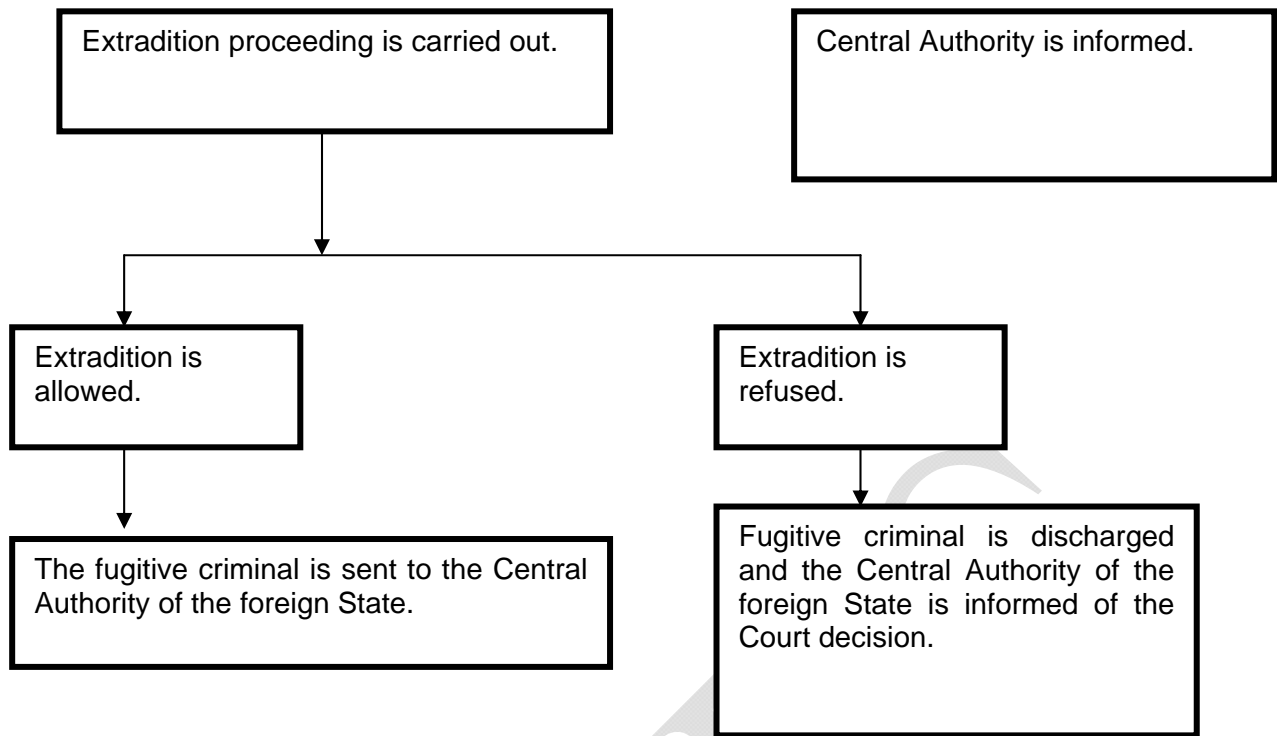 Extradition proceeding is carried out.
Central Authority is informed.
Extradition is
allowed.
Extradition is
refused.
The fugitive criminal is sent to the Central
Authority of the foreign State.
Fugitive criminal is discharged
and the Central Authority of the
foreign State is informed of the
Court decision.